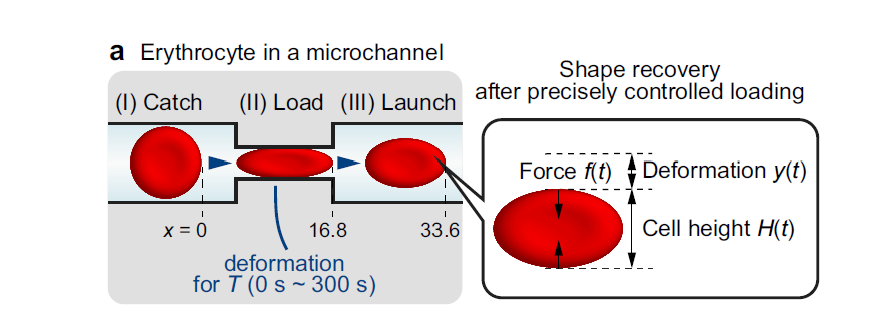 a Erythrocyte in a microchannel
(I) Catch (II) Load (III) Launch
x = 0 16.8 33.6
deformation
for T (0 s ~ 300 s)
Shape recovery
after precisely controlled loading
Force f(t) Deformation y(t)
Cell height H(t)